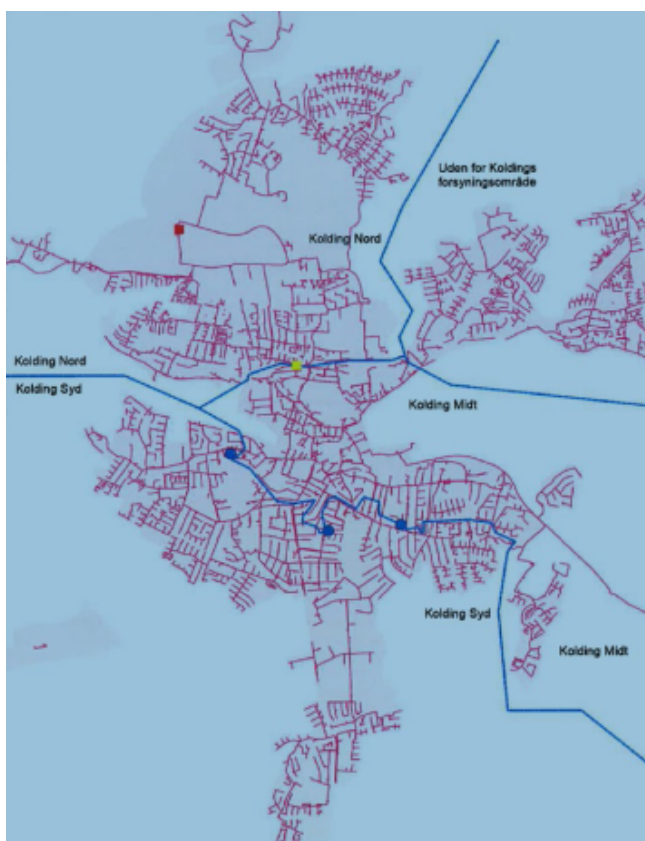 Uden for Koldings
forsyningsområde
Kolding Nord
Kolding Nord
Kolding Syd
Kolding Midt
Kolding Syd
Kolding Midt